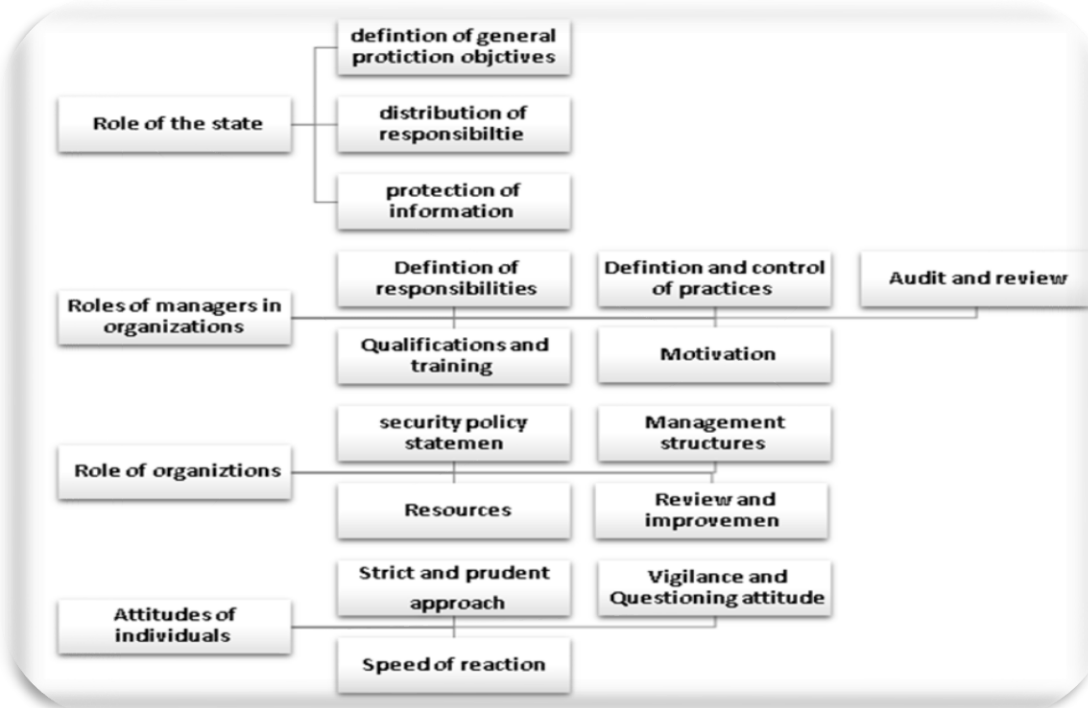 defintion of general
protiction objctives
Role of the state
distribution of
responsibiltie
protection of
information
Defintion of
responsibilities
Defintion and control
of practices
Audit and review
Roles of managers in
organizations
Qualifications and
training
Motivation
security policy
statemen
Management
structures
Role of organiztions
Resources
Review and
improvemen
Strict and prudent
approach
Vigilance and
Questioning attitude
Attitudes of
individuals
Speed of reaction